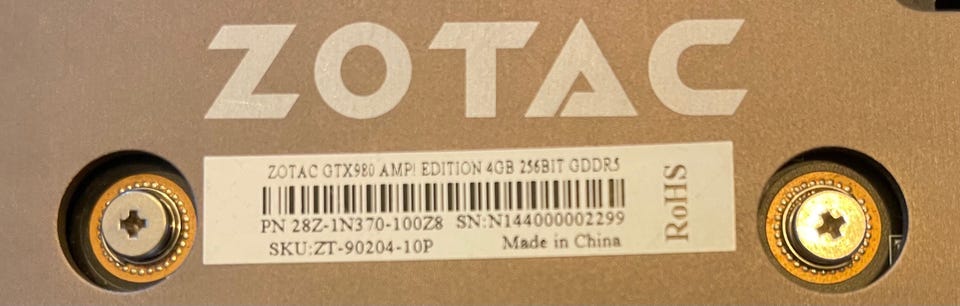 ZOTAC
ZOTAC GTX980 AMP! EDITION 4GB 256BIT GDDR5
PN 28Z-1N370-100Z8 SN:N144000002299
SKU:ZT-90204-10P Made in China
RoHS